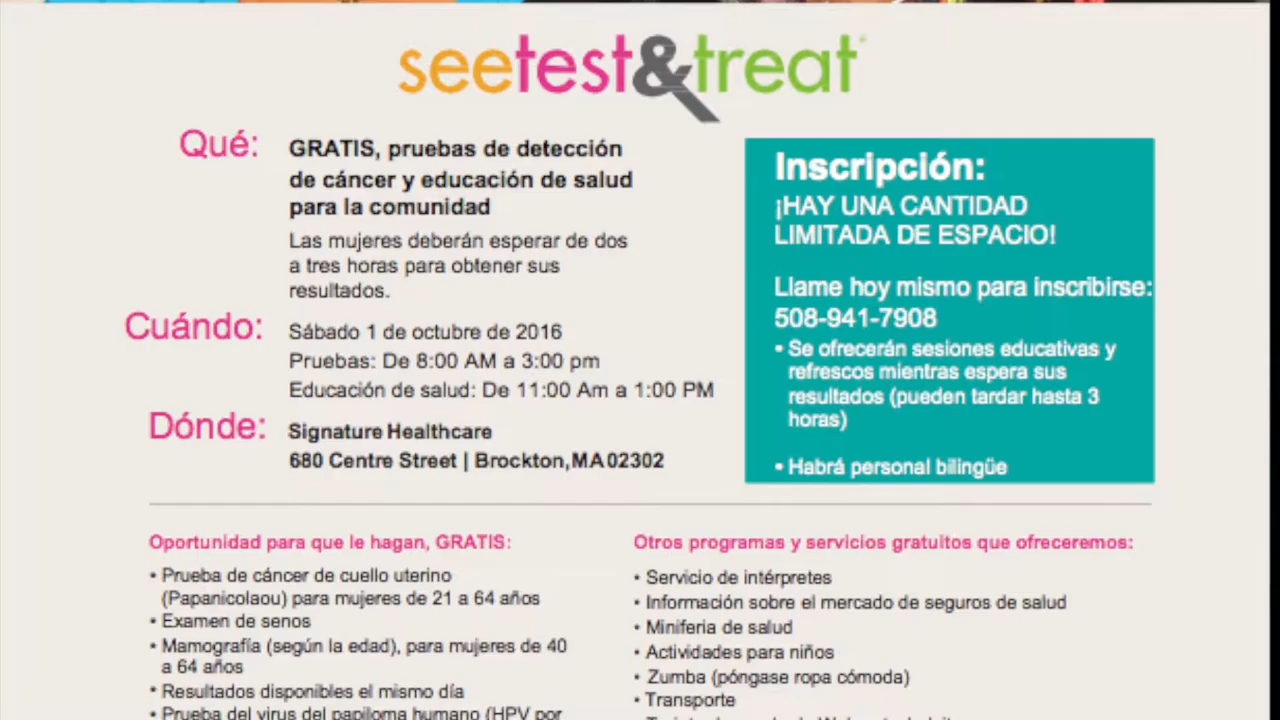 seetest&treat
Qué:
GRATIS, pruebas de detección
de cáncer y educación de salud
para la comunidad
Las mujeres deberán esperar de dos
a tres horas para obtener sus
resultados.
Cuándo:
Sábado 1 de octubre de 2016
Pruebas: De 8:00 AM a 3:00 pm
Educación de salud: De 11:00 Am a 1:00 PM
Dónde:
Signature Healthcare
680 Centre Street | Brockton, MA 02302
Inscripción:
¡HAY UNA CANTIDAD
LIMITADA DE ESPACIO!
Llame hoy mismo para inscribirse:
508-941-7908
• Se ofrecerán sesiones educativas y
refrescos mientras espera sus
resultados (pueden tardar hasta 3
horas)
• Habrá personal bilingüe
Oportunidad para que le hagan, GRATIS:
• Prueba de cáncer de cuello uterino
(Papanicolaou) para mujeres de 21 a 64 años
• Examen de senos
• Mamografía (según la edad), para mujeres de 40
a 64 años
• Resultados disponibles el mismo día
• Prueba del virus del papiloma humano (HPV por
Otros programas y servicios gratuitos que ofreceremos:
• Servicio de intérpretes
• Información sobre el mercado de seguros de salud
• Miniferia de salud
• Actividades para niños
• Zumba (póngase ropa cómoda)
• Transporte